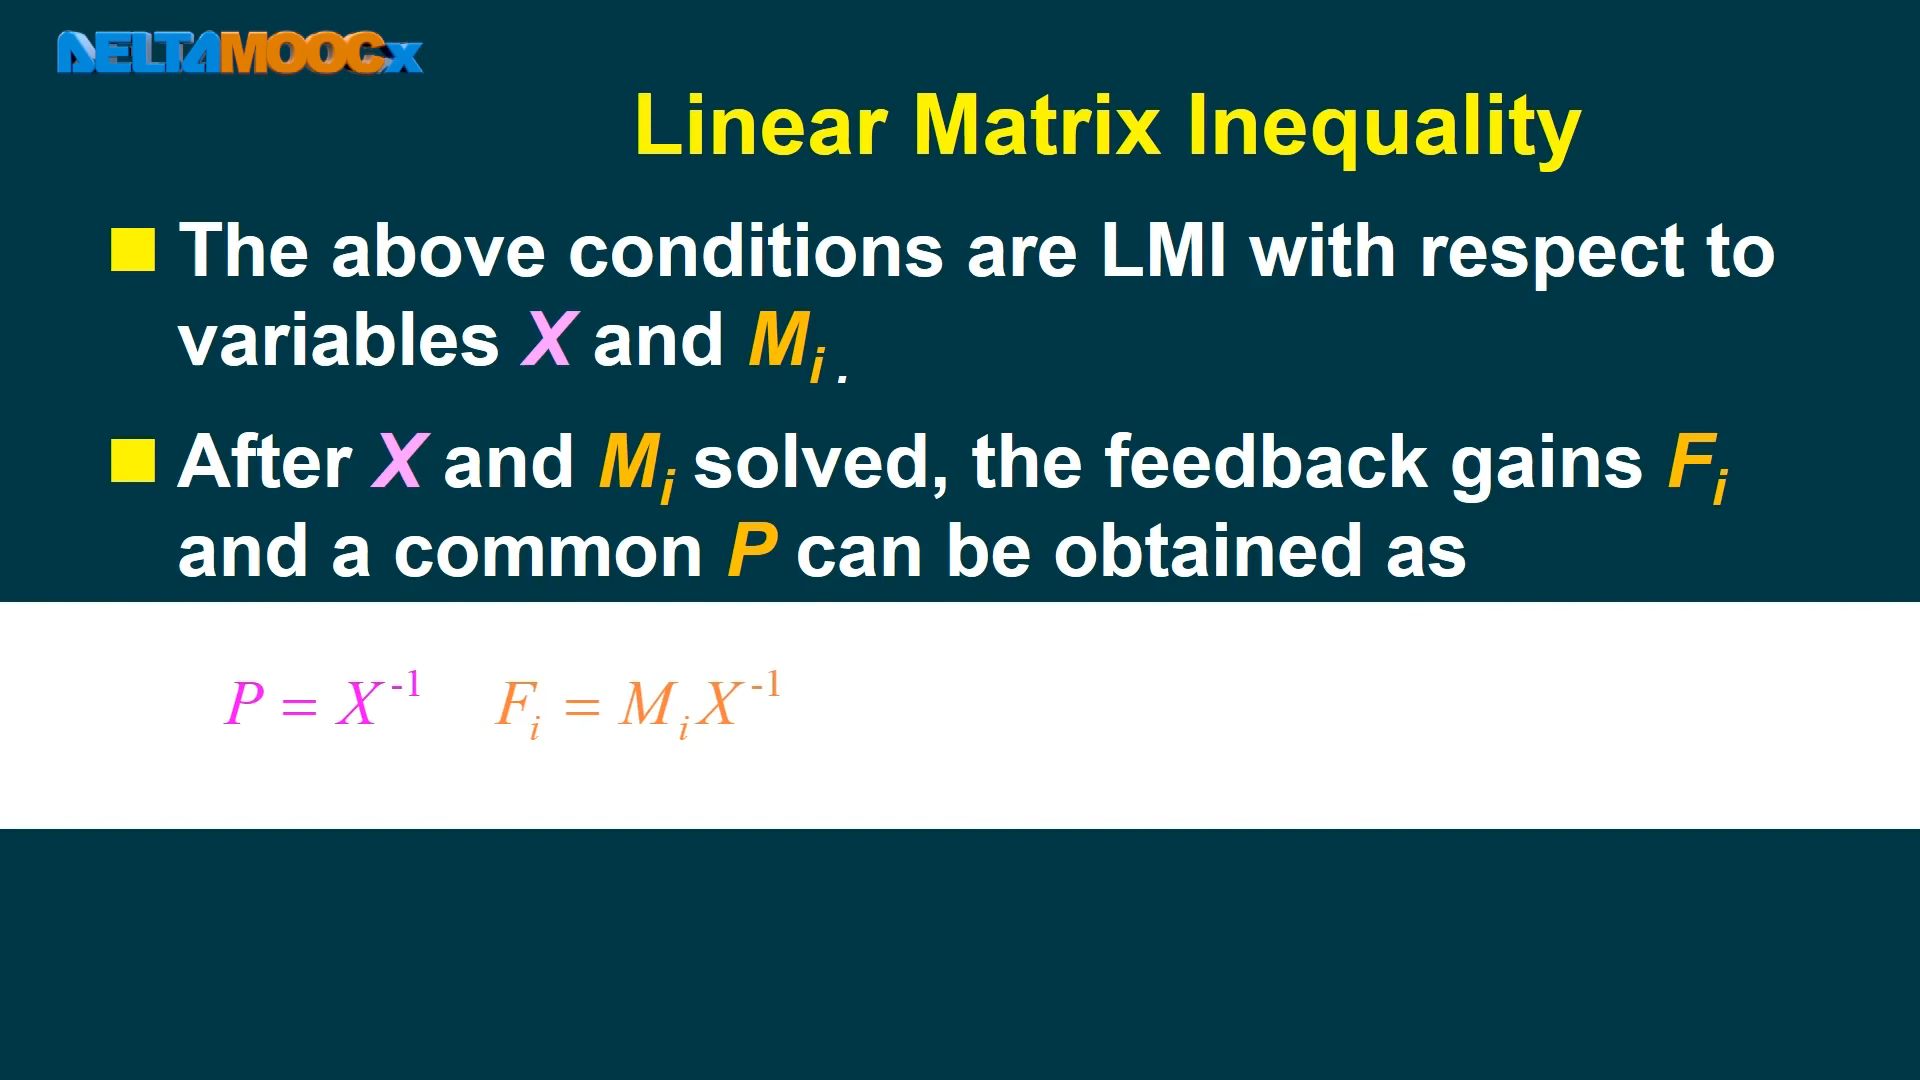 DELTAMOOCx
Linear Matrix Inequality
The above conditions are LMI with respect to
variables X and Mᵢ .
After X and Mᵢ solved, the feedback gains Fᵢ
and a common P can be obtained as
P = X⁻¹ Fᵢ = MᵢX⁻¹